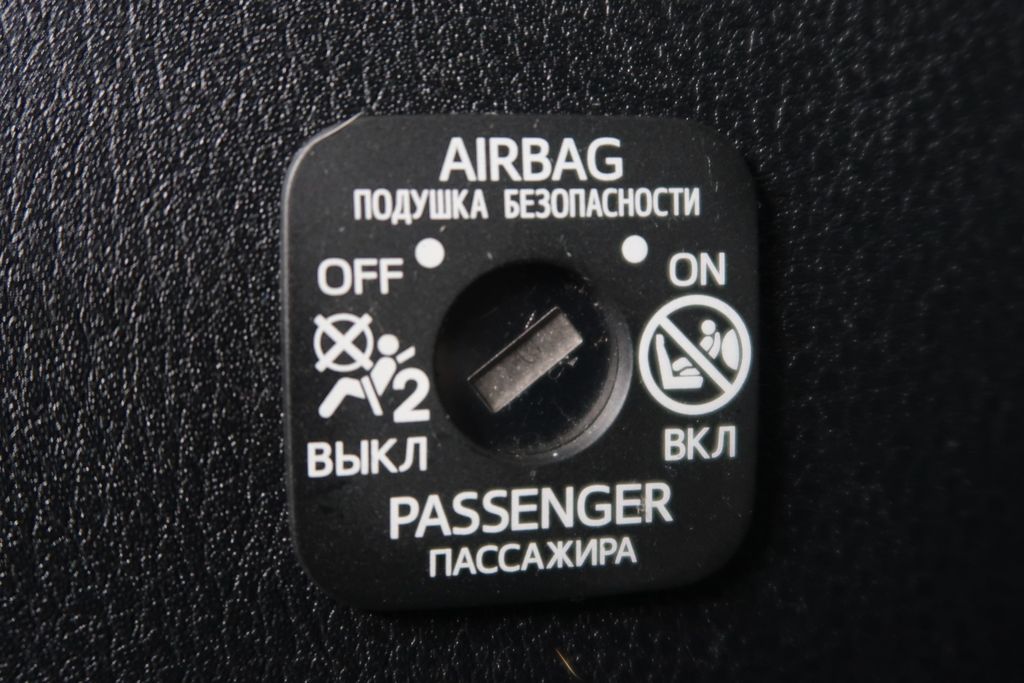 AIRBAG
ПОДУШКА БЕЗОПАСНОСТИ
OFF
ON
2
ВЫКЛ
ВКЛ
PASSENGER
ПАССАЖИРА